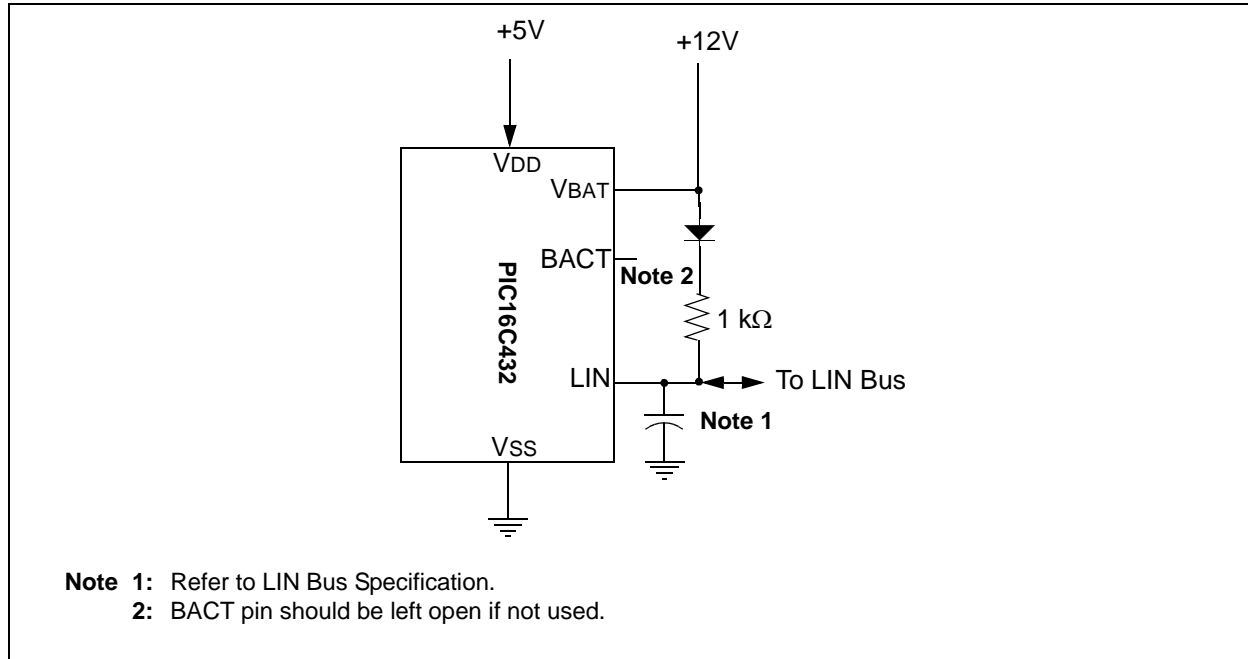 +5V
+12V
VDD
VBAT
BACT
Note 2
PIC16C432
1 kΩ
LIN
To LIN Bus
Note 1
VSS
Note 1: Refer to LIN Bus Specification.
2: BACT pin should be left open if not used.